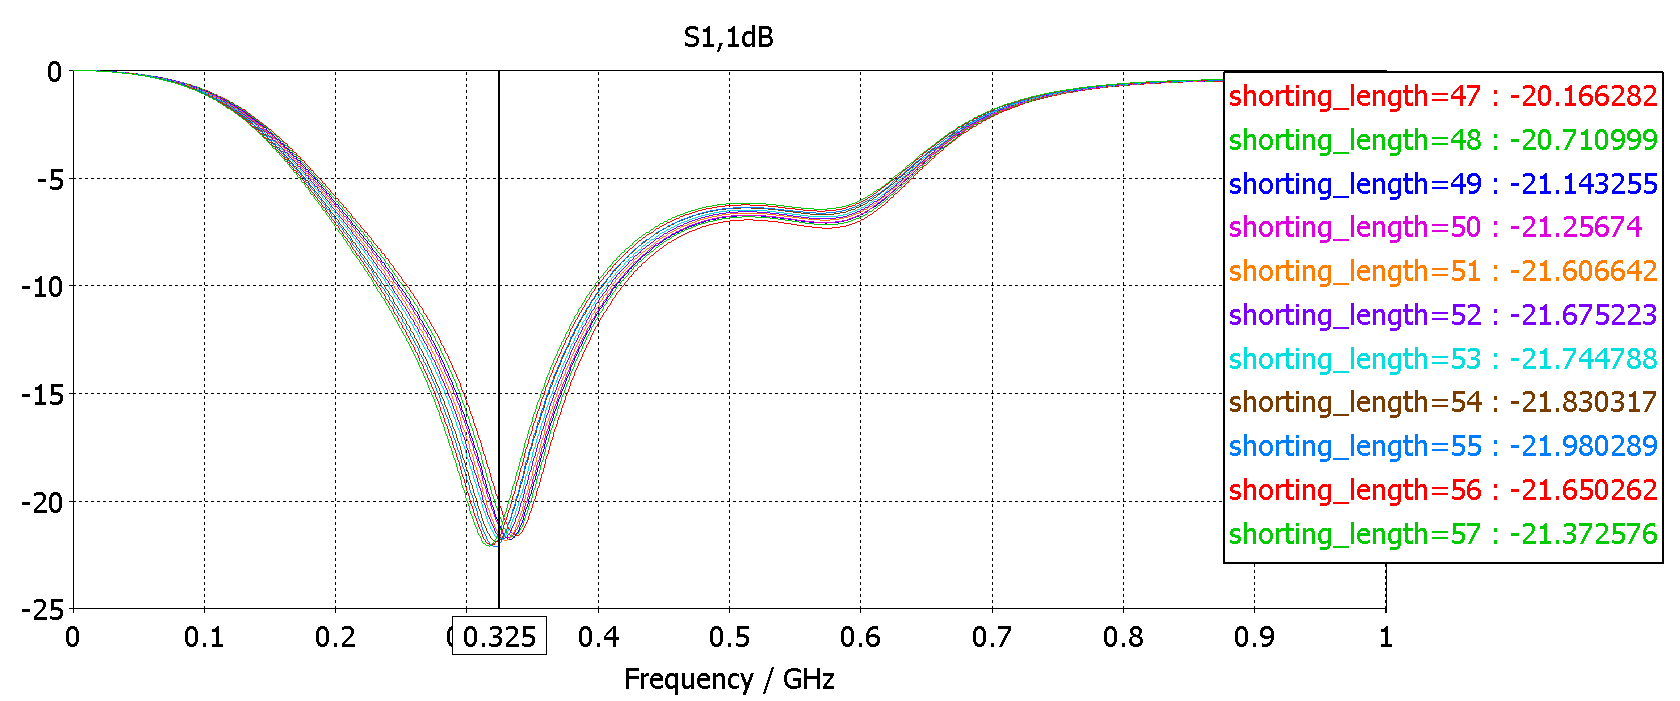 S1,1dB
0
-5
-10
-15
-20
-25
shorting_length=47 : -20.166282
shorting_length=48 : -20.710999
shorting_length=49 : -21.143255
shorting_length=50 : -21.25674
shorting_length=51 : -21.606642
shorting_length=52 : -21.675223
shorting_length=53 : -21.744788
shorting_length=54 : -21.830317
shorting_length=55 : -21.980289
shorting_length=56 : -21.650262
shorting_length=57 : -21.372576
0 0.1 0.2 0.325 0.4 0.5 0.6 0.7 0.8 0.9 1
Frequency / GHz